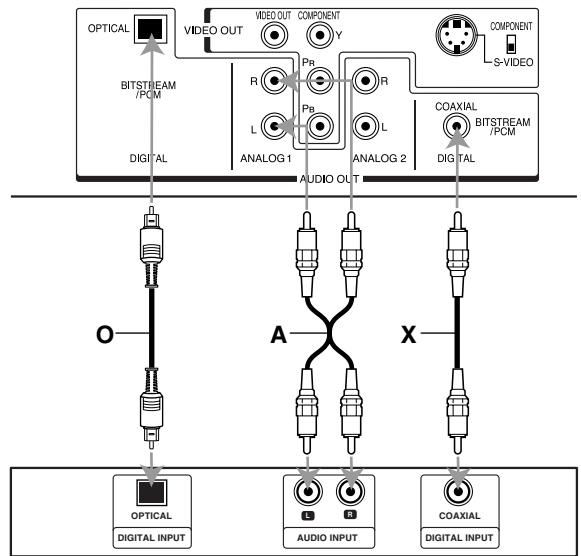 OPTICAL
VIDEO OUT
VIDEO OUT COMPONENT
Y
COMPONENT
S-VIDEO
BITSTREAM
/PCM
R
PR
R
L
PB
L
COAXIAL
BITSTREAM
/PCM
DIGITAL
ANALOG 1
ANALOG 2
DIGITAL
AUDIO OUT
O
A
X
OPTICAL
DIGITAL INPUT
L
R
AUDIO INPUT
COAXIAL
DIGITAL INPUT